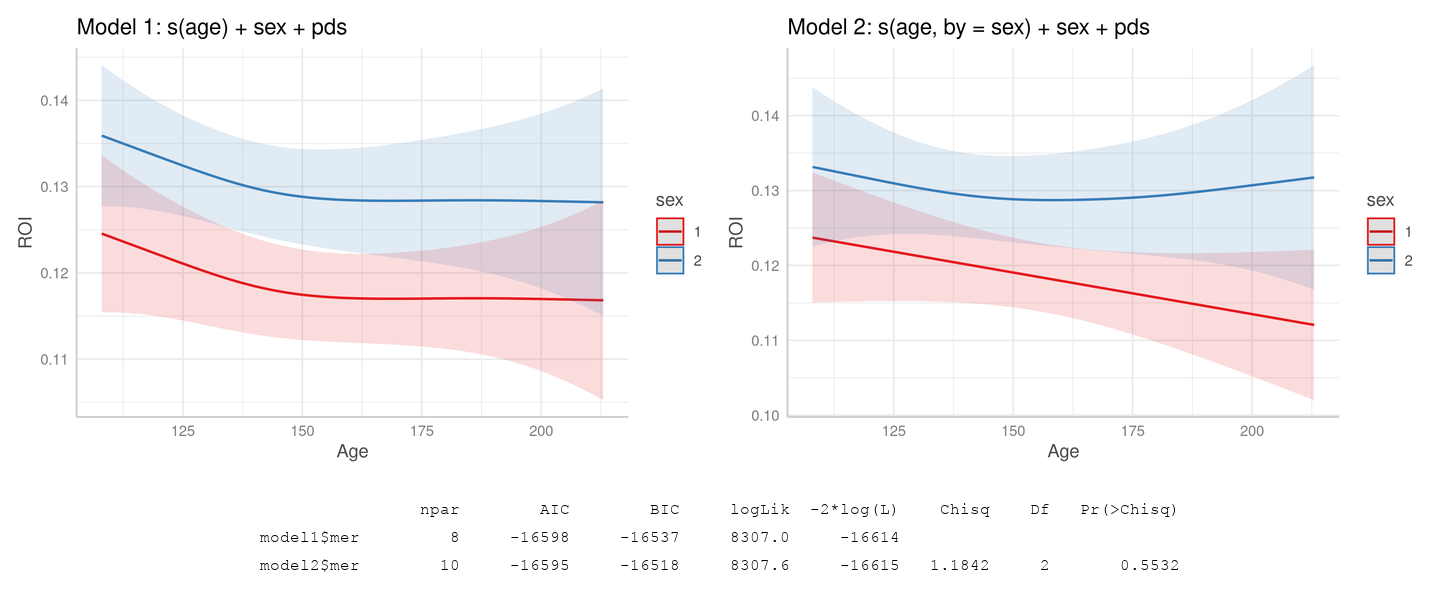 Model 1: s(age) + sex + pds
0.14
0.13
0.12
0.11
ROI
125 150 175 200
Age
sex
1
2
Model 2: s(age, by = sex) + sex + pds
0.14
0.13
0.12
0.11
0.10
ROI
125 150 175 200
Age
sex
1
2
npar AIC BIC logLik -2*log(L) Chisq Df Pr(>Chisq)
model1$mer 8 -16598 -16537 8307.0 -16614
model2$mer 10 -16595 -16518 8307.6 -16615 1.1842 2 0.5532